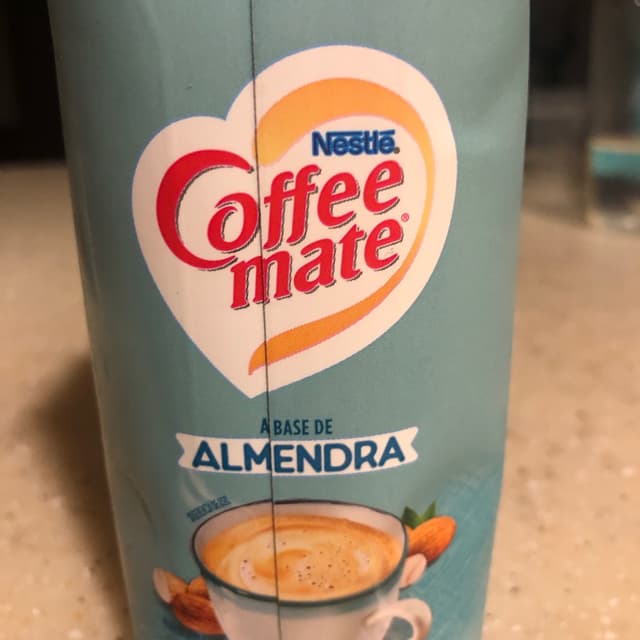 Nestlé®
Coffee
mate®
A BASE DE
ALMENDRA